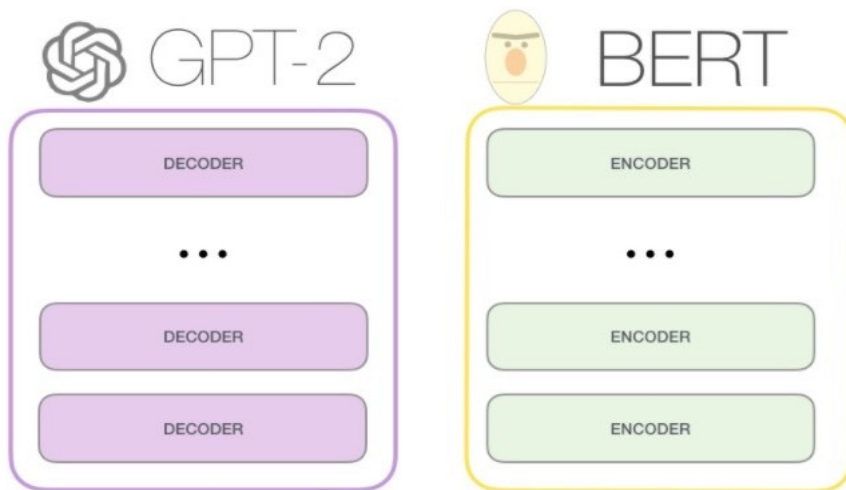 GPT-2
DECODER
...
DECODER
DECODER
BERT
ENCODER
...
ENCODER
ENCODER